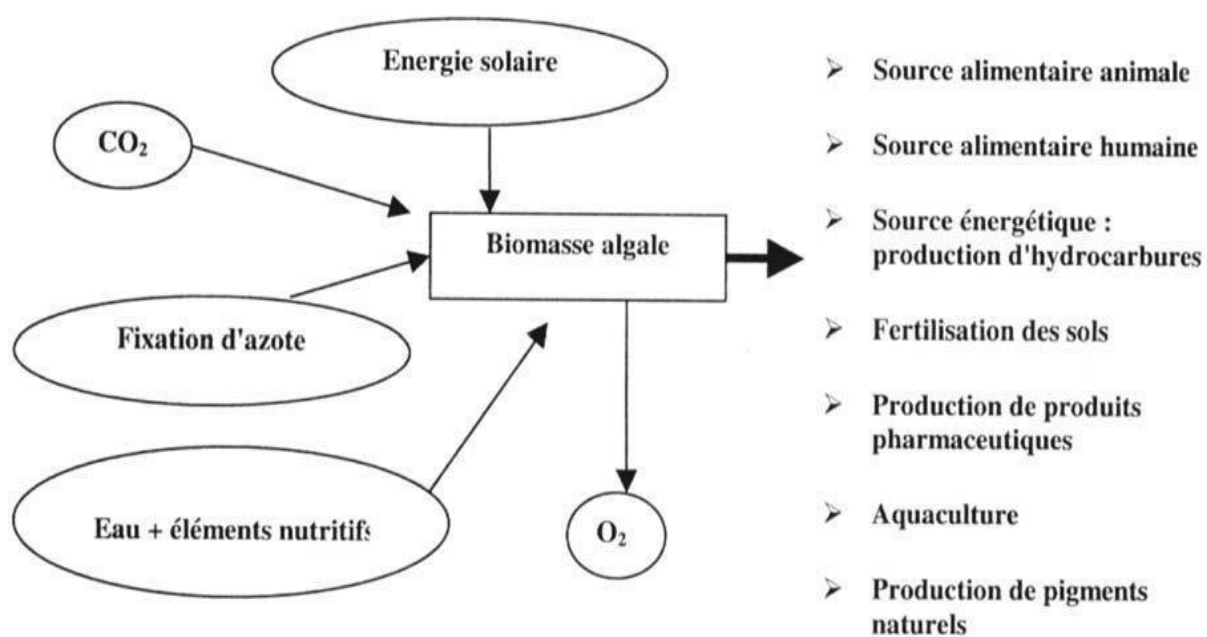 Energie solaire
CO₂
Biomasse algale
Fixation d'azote
Eau + éléments nutritifs
O₂
➢ Source alimentaire animale
➢ Source alimentaire humaine
➢ Source énergétique :
production d'hydrocarbures
➢ Fertilisation des sols
➢ Production de produits
pharmaceutiques
➢ Aquaculture
➢ Production de pigments
naturels